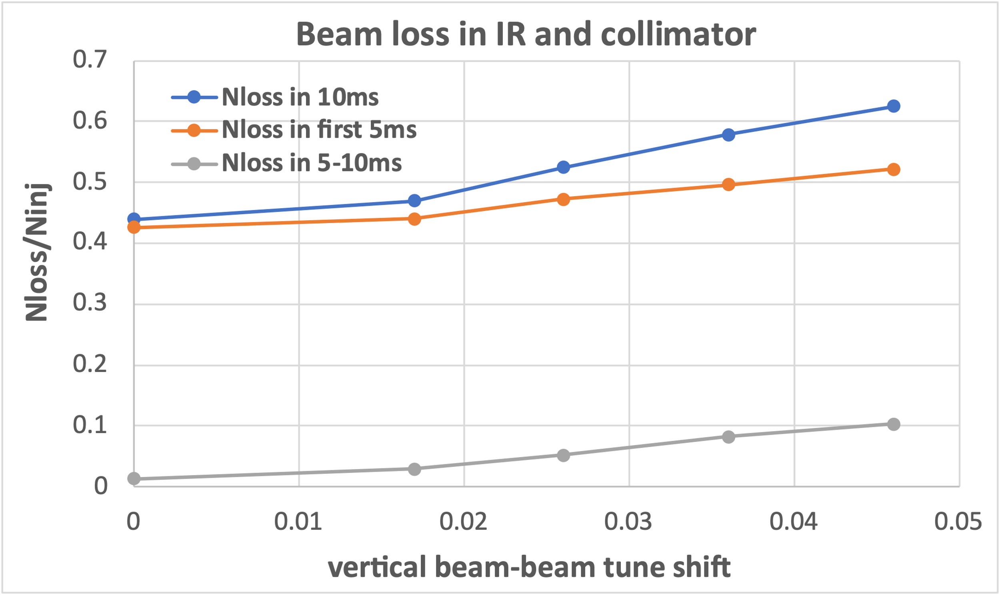 Beam loss in IR and collimator
0.7
0.6
0.5
0.4
0.3
0.2
0.1
0
Nloss/Ninj
Nloss in 10ms
Nloss in first 5ms
Nloss in 5-10ms
0 0.01 0.02 0.03 0.04 0.05
vertical beam-beam tune shift